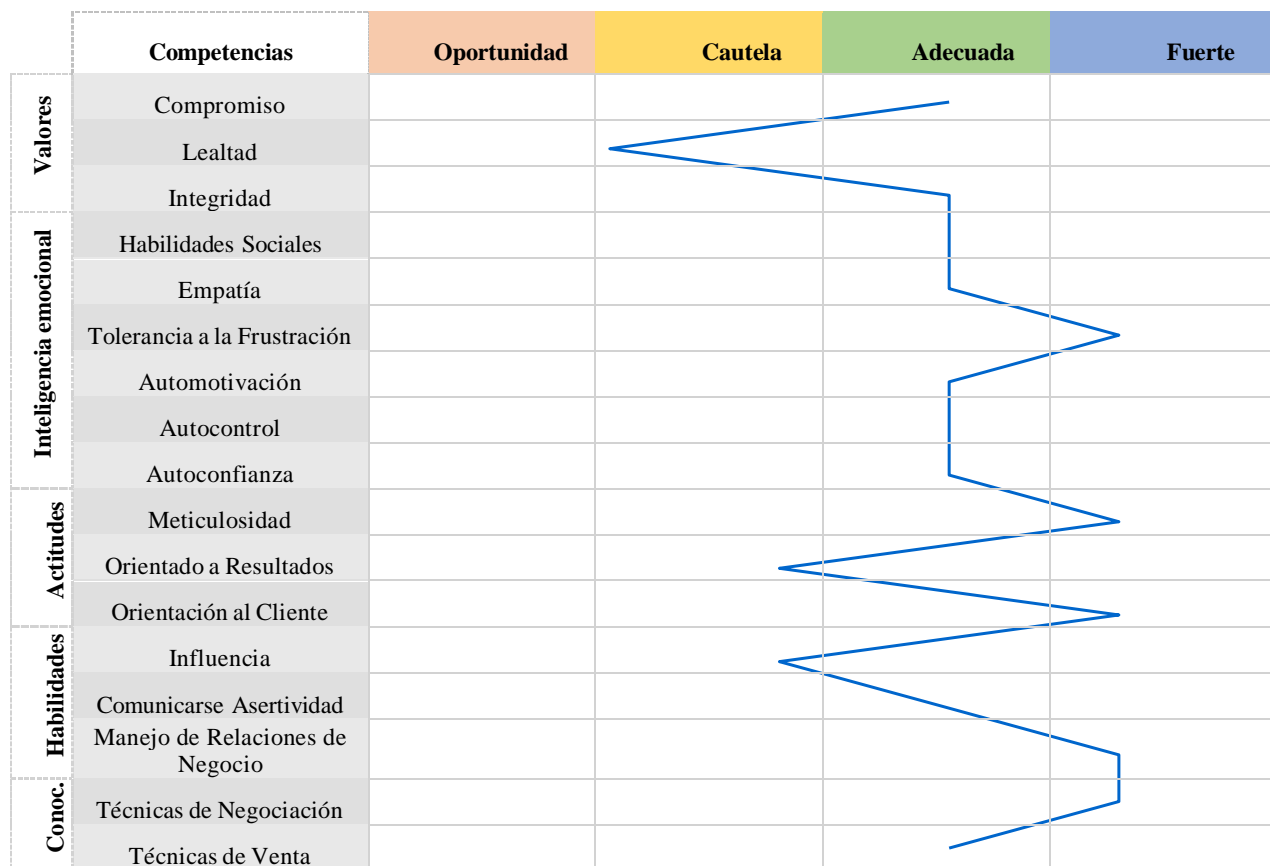 Competencias Oportunidad Cautela Adecuada Fuerte
Valores
Compromiso
Lealtad
Integridad
Inteligencia emocional
Habilidades Sociales
Empatía
Tolerancia a la Frustración
Automotivación
Autocontrol
Autoconfianza
Actitudes
Meticulosidad
Orientado a Resultados
Orientación al Cliente
Habilidades
Influencia
Comunicarse Asertividad
Manejo de Relaciones de
Negocio
Conoc.
Técnicas de Negociación
Técnicas de Venta